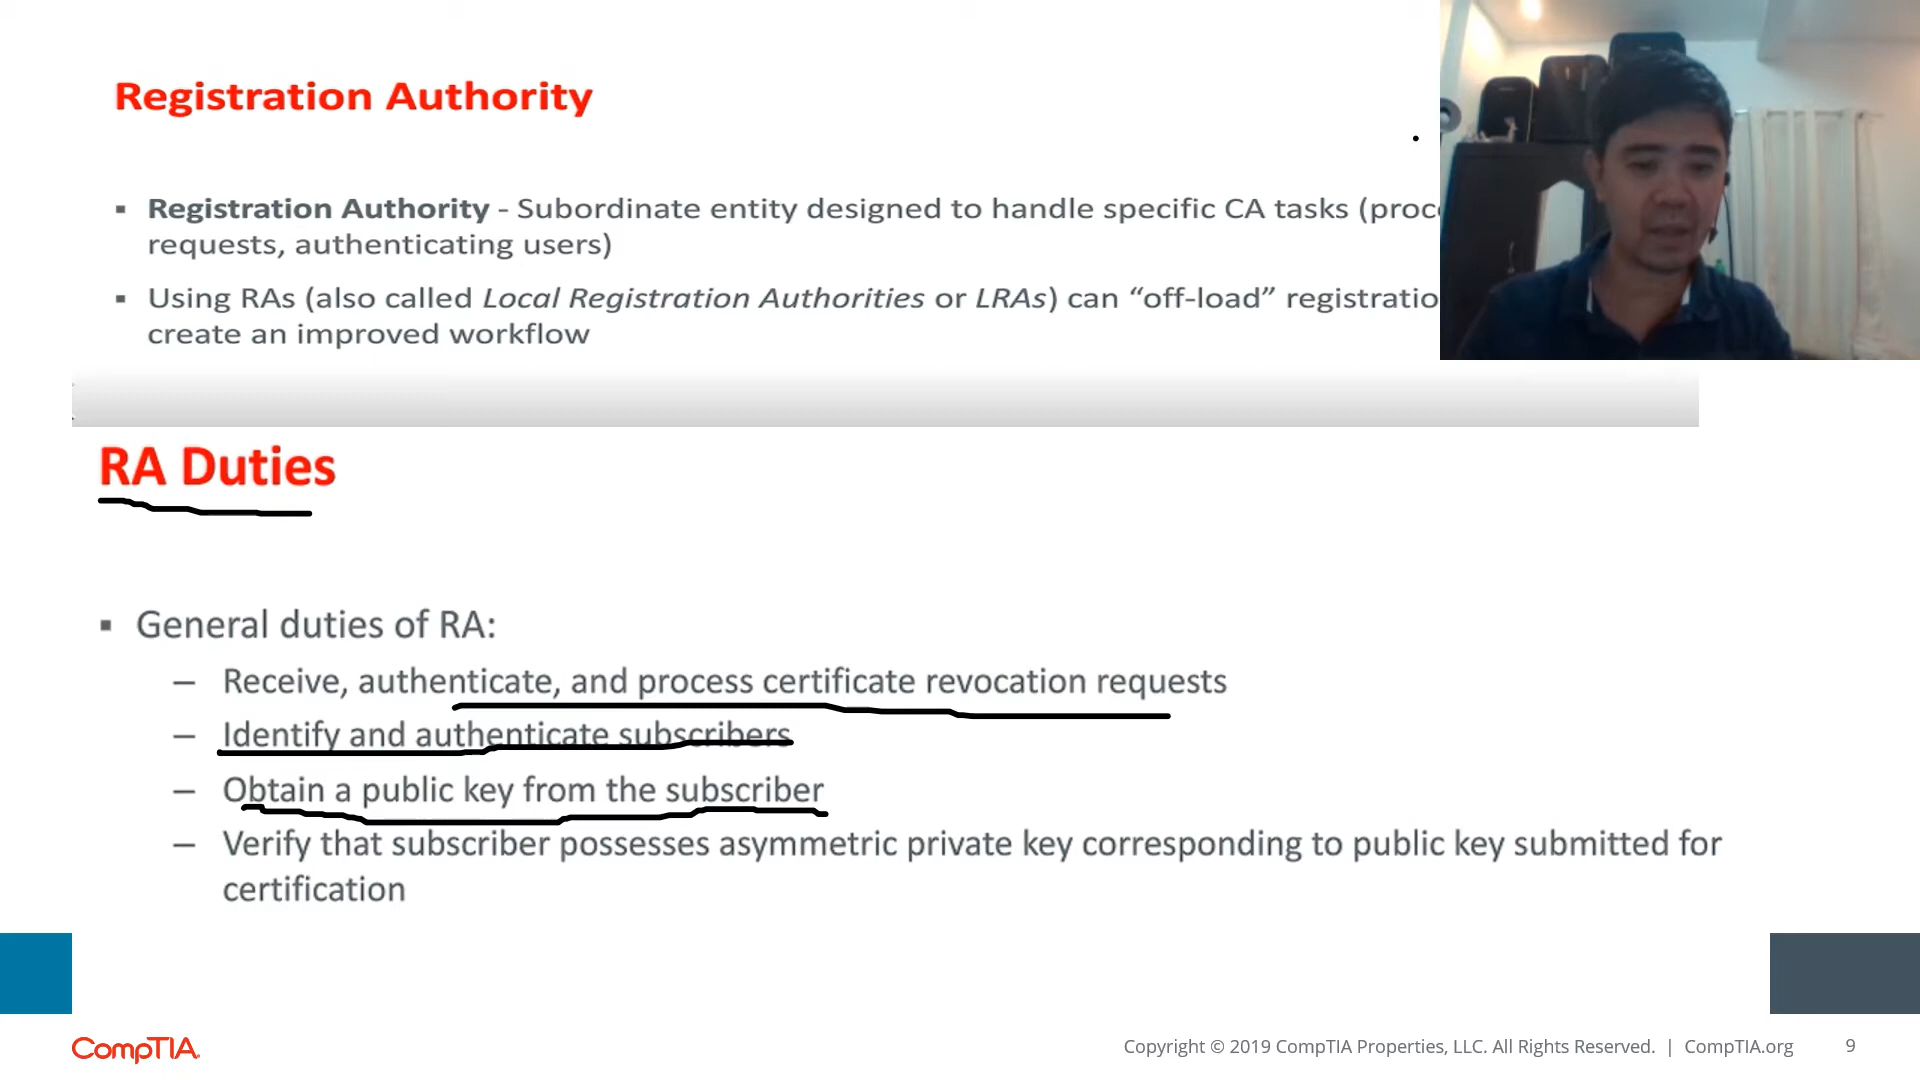 Registration Authority
▪ Registration Authority - Subordinate entity designed to handle specific CA tasks
requests, authenticating users)
▪ Using RAs (also called Local Registration Authorities or LRAs) can “off-load”
create an improved workflow
RA Duties
▪ General duties of RA:
– Receive, authenticate, and process certificate revocation requests
– Identify and authenticate subscribers
– Obtain a public key from the subscriber
– Verify that subscriber possesses asymmetric private key corresponding to public key submitted for
certification
CompTIA.
Copyright © 2019 CompTIA Properties, LLC. All Rights Reserved. | CompTIA.org 9